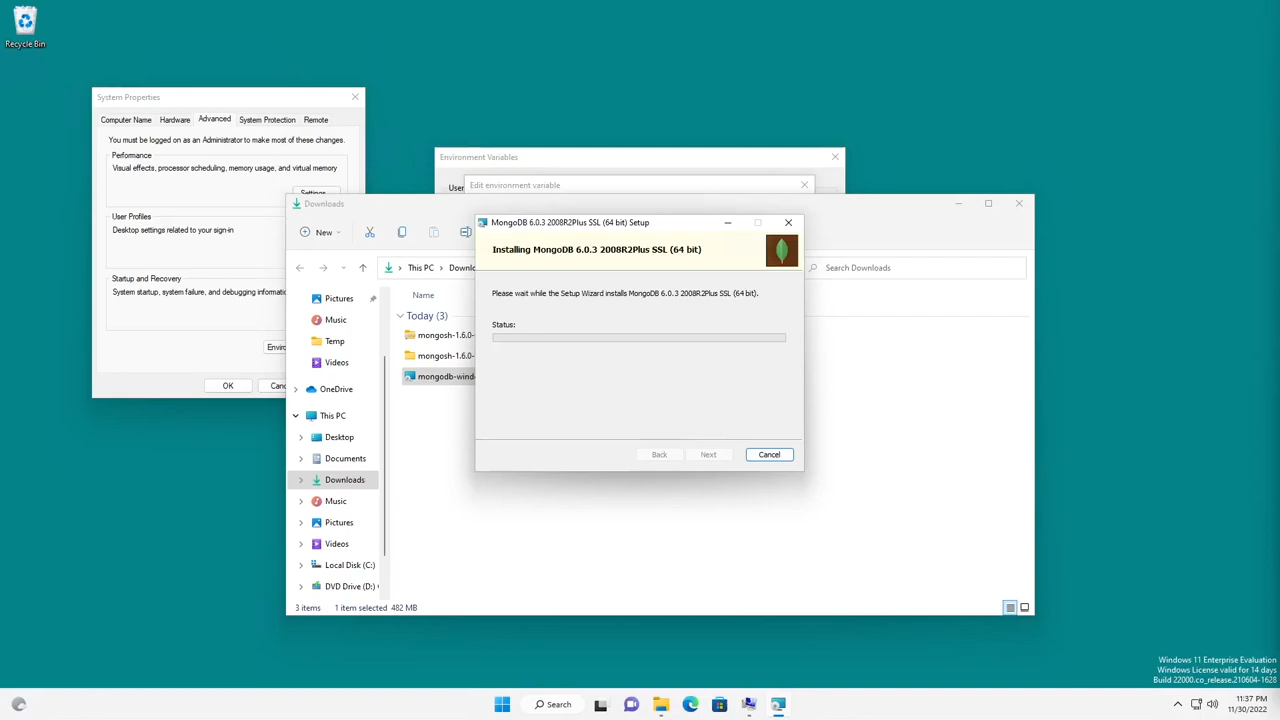 Recycle Bin
System Properties
Computer Name
Hardware
Advanced
System Protection
Remote
You must be logged on as an Administrator to make most of these changes.
Performance
Visual effects, processor scheduling, memory usage, and virtual memory
Settings
User Profiles
Desktop settings related to your sign-in
Startup and Recovery
System startup, system failure, and debugging informatio
Enviro
OK
Canc
Environment Variables
User
Edit environment variable
Downloads
New
This PC
Downlo
Search Downloads
Pictures
Music
Temp
Videos
OneDrive
This PC
Desktop
Documents
Downloads
Music
Pictures
Videos
Local Disk (C:)
DVD Drive (D:) (
Name
Today (3)
mongosh-1.6.0-
mongosh-1.6.0-
mongodb-wind
3 items
1 item selected
482 MB
MongoDB 6.0.3 2008R2Plus SSL (64 bit) Setup
Installing MongoDB 6.0.3 2008R2Plus SSL (64 bit)
Please wait while the Setup Wizard installs MongoDB 6.0.3 2008R2Plus SSL (64 bit).
Status:
Back
Next
Cancel
Windows 11 Enterprise Evaluation
Windows License valid for 14 days
Build 22000.co_release.210604-1628
Search
11:37 PM
11/30/2022